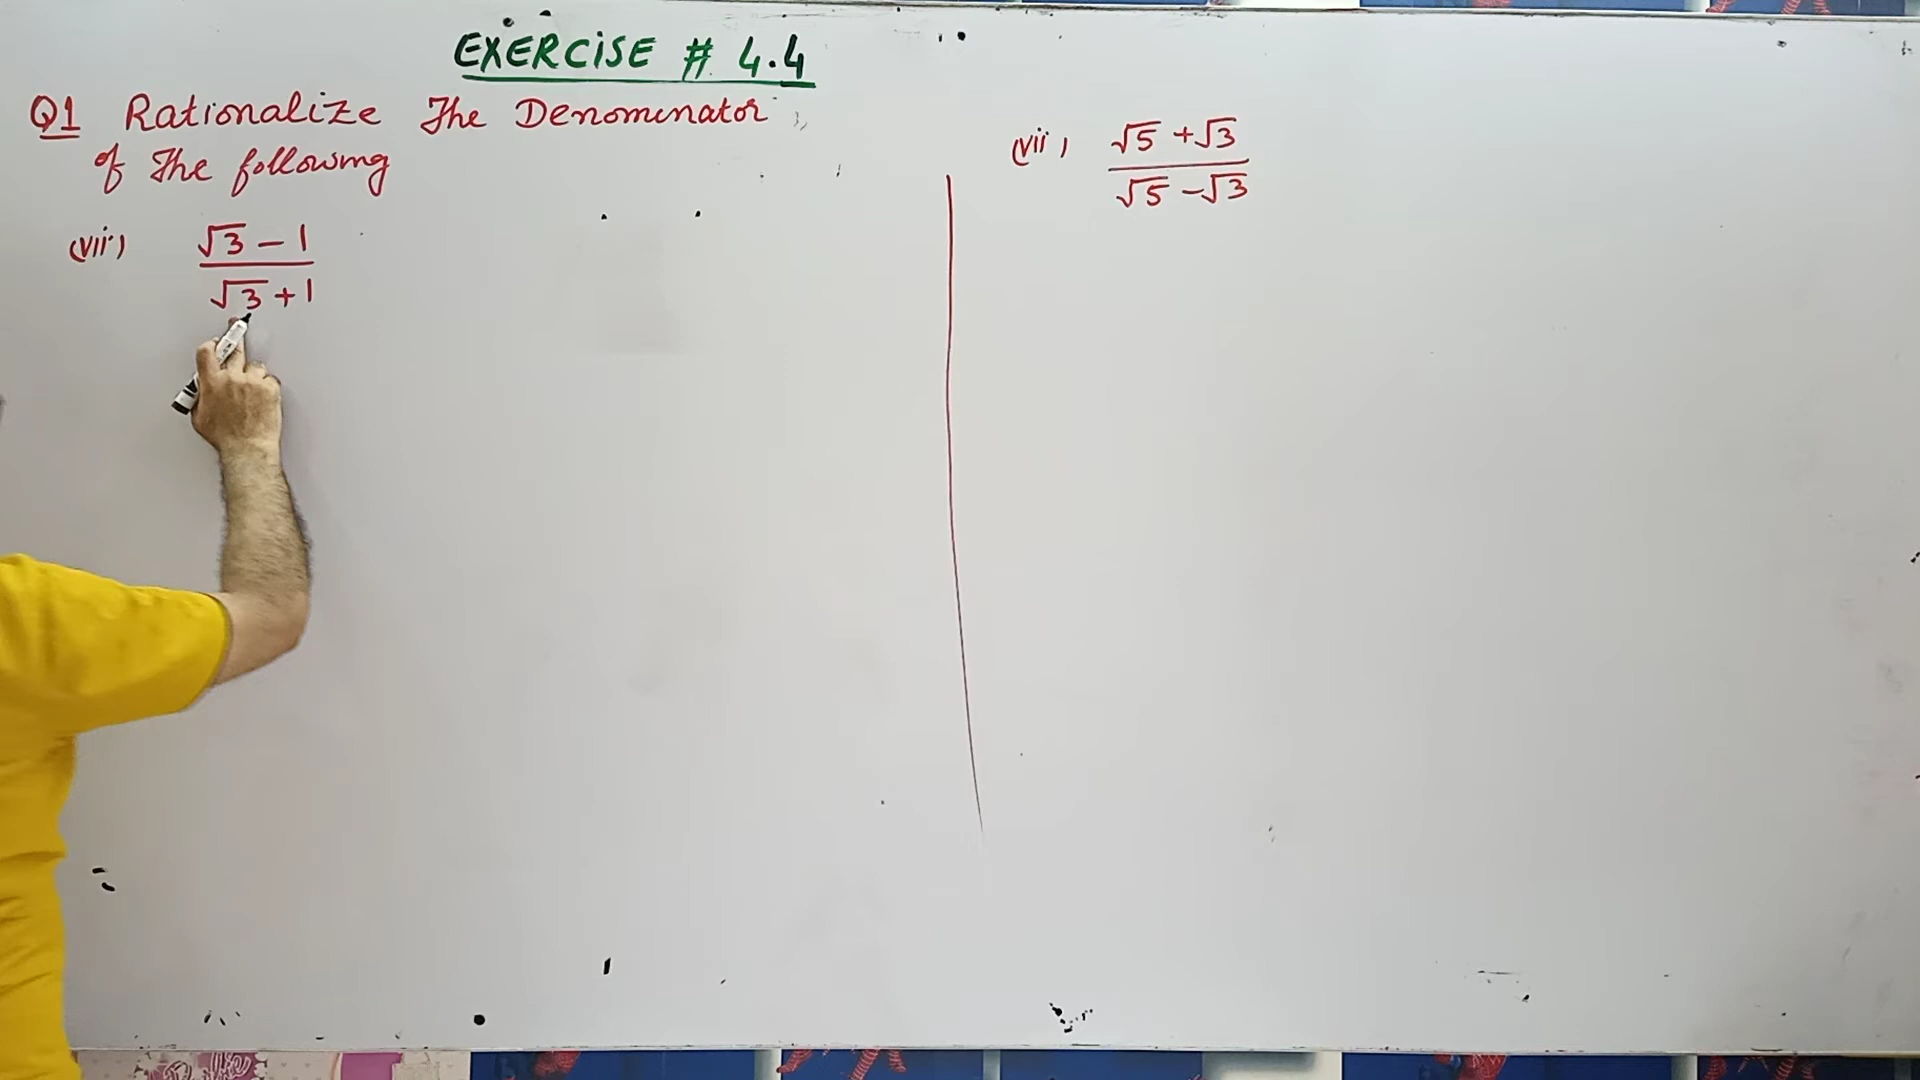 EXERCISE # 4.4
Q1 Rationalize The Denominator
of The following
(vii) √3 - 1
√3 + 1
(vii) √5 + √3
√5 - √3